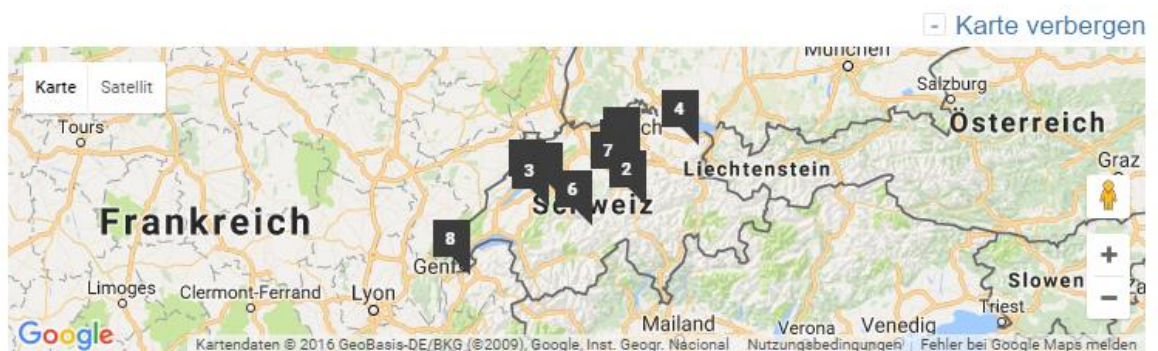 - Karte verbergen
München
Karte Satellit
Salzburg
4
ch
Tours
Österreich
7
Liechtenstein
Graz
3
2
6
Schweiz
Frankreich
8
Genf
Limoges
Clermont-Ferrand
Lyon
Slowen
+
-
Triest
Mailand
Verona
Venedig
Google
Kartendaten © 2016 GeoBasis-DE/BKG (©2009), Google, Inst. Geogr. Nacional Nutzungsbedingungen Fehler bei Google Maps melden